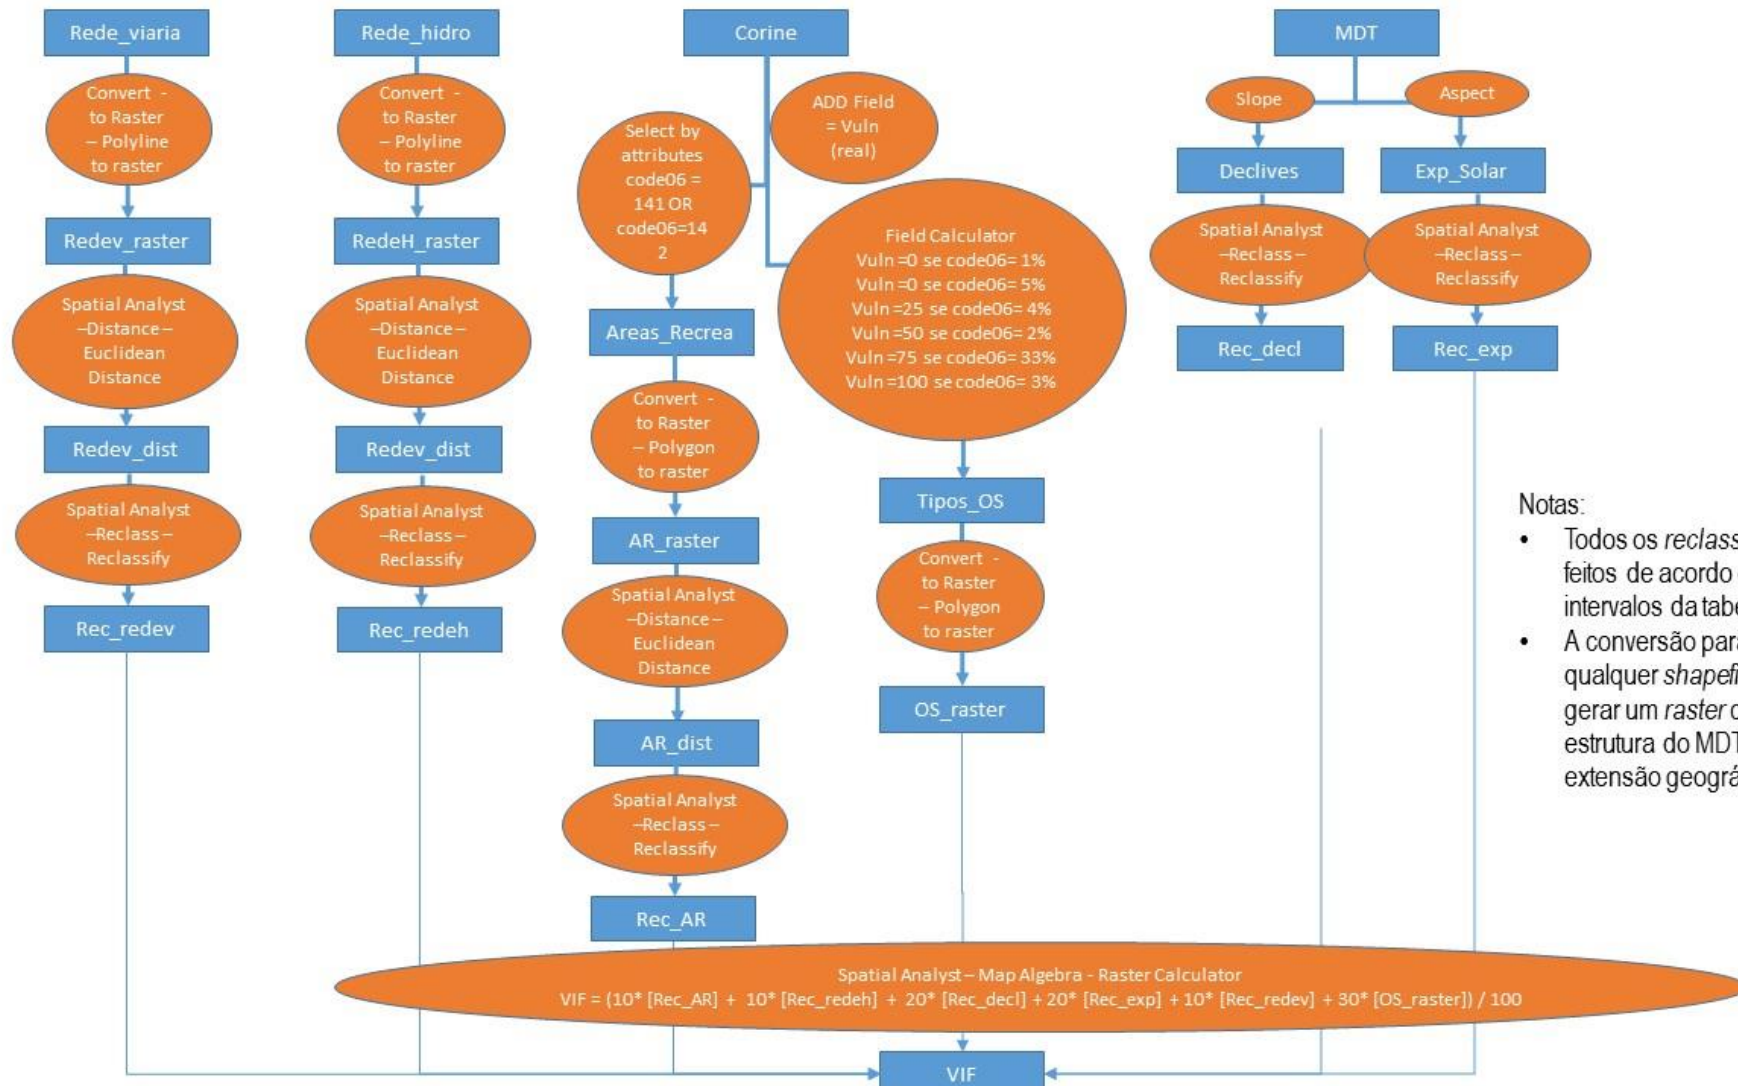 Rede_viaria
Convert -
to Raster
– Polyline
to raster
Redev_raster
Spatial Analyst
–Distance–
Euclidean
Distance
Redev_dist
Spatial Analyst
–Reclass–
Reclassify
Rec_redev
Rede_hidro
Convert -
to Raster
– Polyline
to raster
RedeH_raster
Spatial Analyst
–Distance–
Euclidean
Distance
Redev_dist
Spatial Analyst
–Reclass–
Reclassify
Rec_redeh
Corine
Select by
attributes
code06 =
141 OR
code06=14
2
Areas_Recrea
Convert -
to Raster
– Polygon
to raster
AR_raster
Spatial Analyst
–Distance–
Euclidean
Distance
AR_dist
Spatial Analyst
–Reclass–
Reclassify
Rec_AR
ADD Field
= Vuln
(real)
Field Calculator
Vuln =0 se code06= 1%
Vuln =0 se code06= 5%
Vuln =25 se code06= 4%
Vuln =50 se code06= 2%
Vuln =75 se code06= 33%
Vuln =100 se code06= 3%
Tipos_OS
Convert -
to Raster
– Polygon
to raster
OS_raster
MDT
Slope
Declives
Spatial Analyst
–Reclass–
Reclassify
Rec_decl
Aspect
Exp_Solar
Spatial Analyst
–Reclass–
Reclassify
Rec_exp
Notas:
• Todos os reclass
feitos de acordo
intervalos da tabe
• A conversão para
qualquer shapefi
gerar um raster
estrutura do MDT
extensão geográ
Spatial Analyst– Map Algebra - Raster Calculator
VIF = (10* [Rec_AR] + 10* [Rec_redeh] + 20* [Rec_decl] +20* [Rec_exp] +10* [Rec_redev] +30* [OS_raster]) / 100
VIF